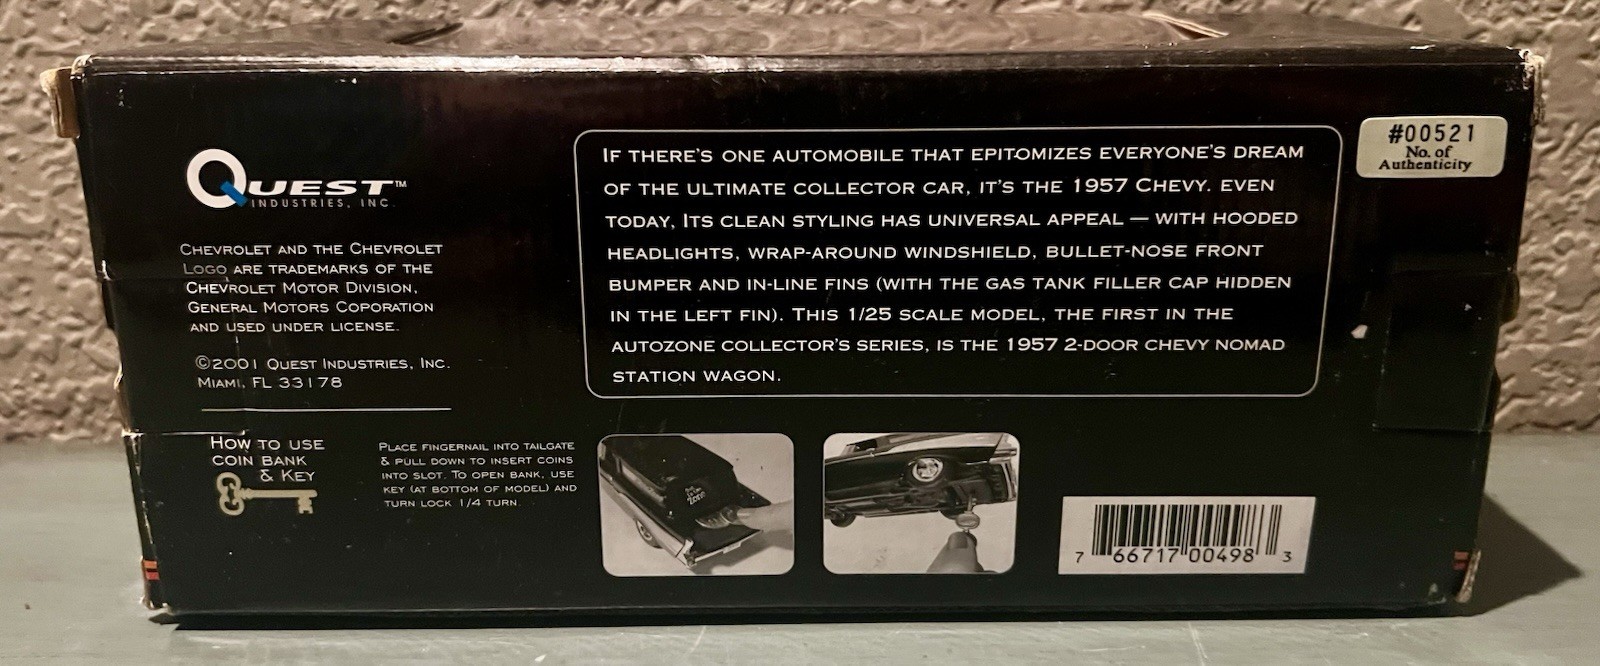 QUEST™
INDUSTRIES, INC.
CHEVROLET AND THE CHEVROLET
LOGO ARE TRADEMARKS OF THE
CHEVROLET MOTOR DIVISION,
GENERAL MOTORS COPORATION
AND USED UNDER LICENSE.
©2001 QUEST INDUSTRIES, INC.
MIAMI, FL 33178
HOW TO USE
COIN BANK
& KEY
PLACE FINGERNAIL INTO TAILGATE
& PULL DOWN TO INSERT COINS
INTO SLOT. TO OPEN BANK, USE
KEY (AT BOTTOM OF MODEL) AND
TURN LOCK 1/4 TURN.
IF THERE'S ONE AUTOMOBILE THAT EPITOMIZES EVERYONE'S DREAM
OF THE ULTIMATE COLLECTOR CAR, IT'S THE 1957 CHEVY. EVEN
TODAY, ITS CLEAN STYLING HAS UNIVERSAL APPEAL — WITH HOODED
HEADLIGHTS, WRAP-AROUND WINDSHIELD, BULLET-NOSE FRONT
BUMPER AND IN-LINE FINS (WITH THE GAS TANK FILLER CAP HIDDEN
IN THE LEFT FIN). THIS 1/25 SCALE MODEL, THE FIRST IN THE
AUTOZONE COLLECTOR'S SERIES, IS THE 1957 2-DOOR CHEVY NOMAD
STATION WAGON.
#00521
No. of
Authenticity
7 66717 00498 3